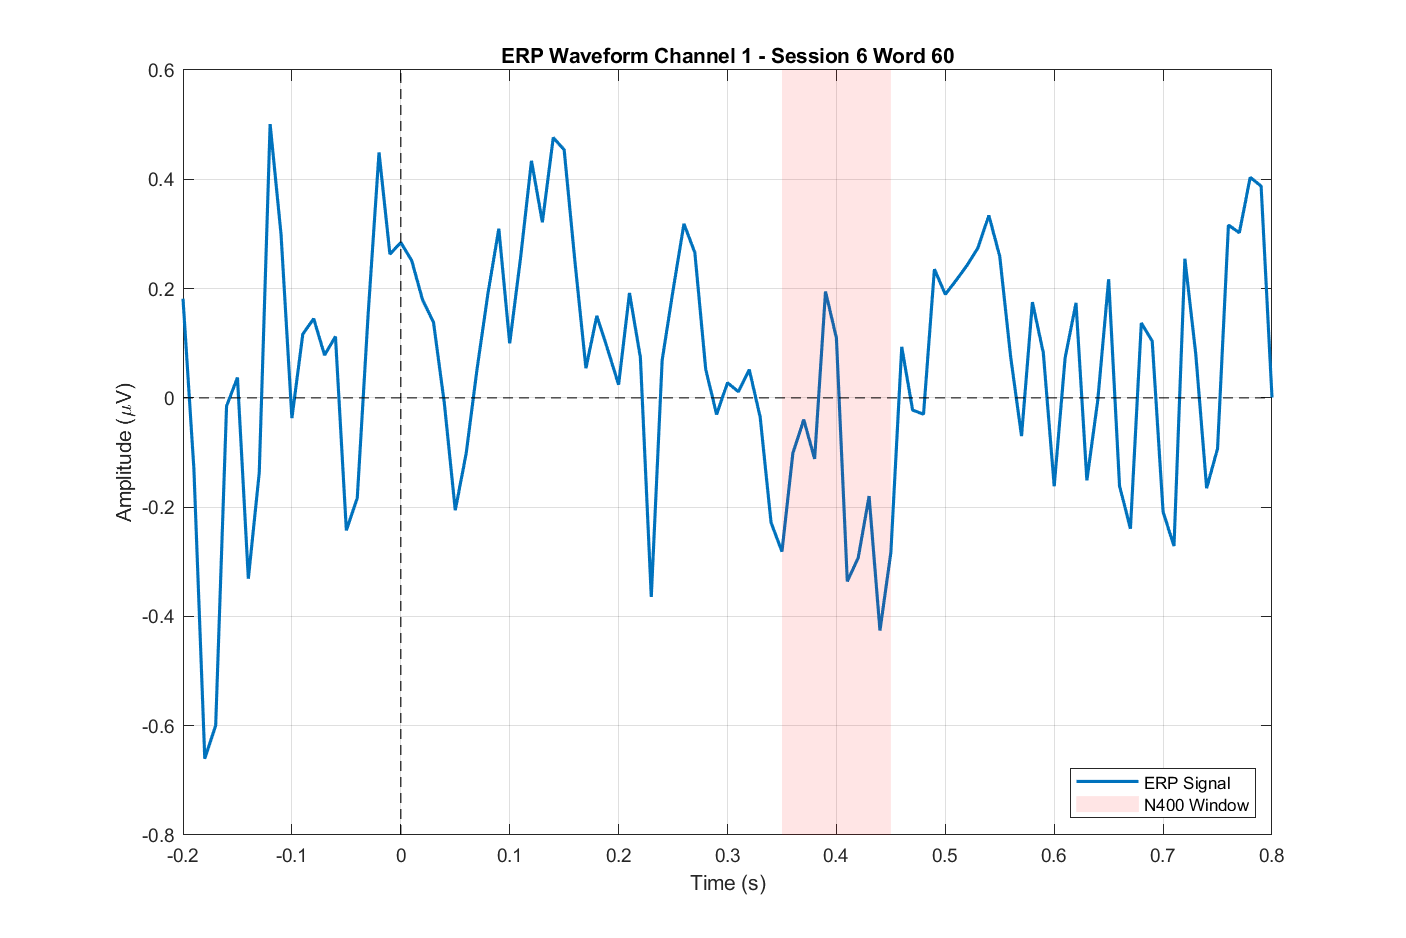 ERP Waveform Channel 1 - Session 6 Word 60
0.6
0.4
0.2
0
-0.2
-0.4
-0.6
-0.8
Amplitude (μV)
-0.2 -0.1 0 0.1 0.2 0.3 0.4 0.5 0.6 0.7 0.8
Time (s)
ERP Signal
N400 Window